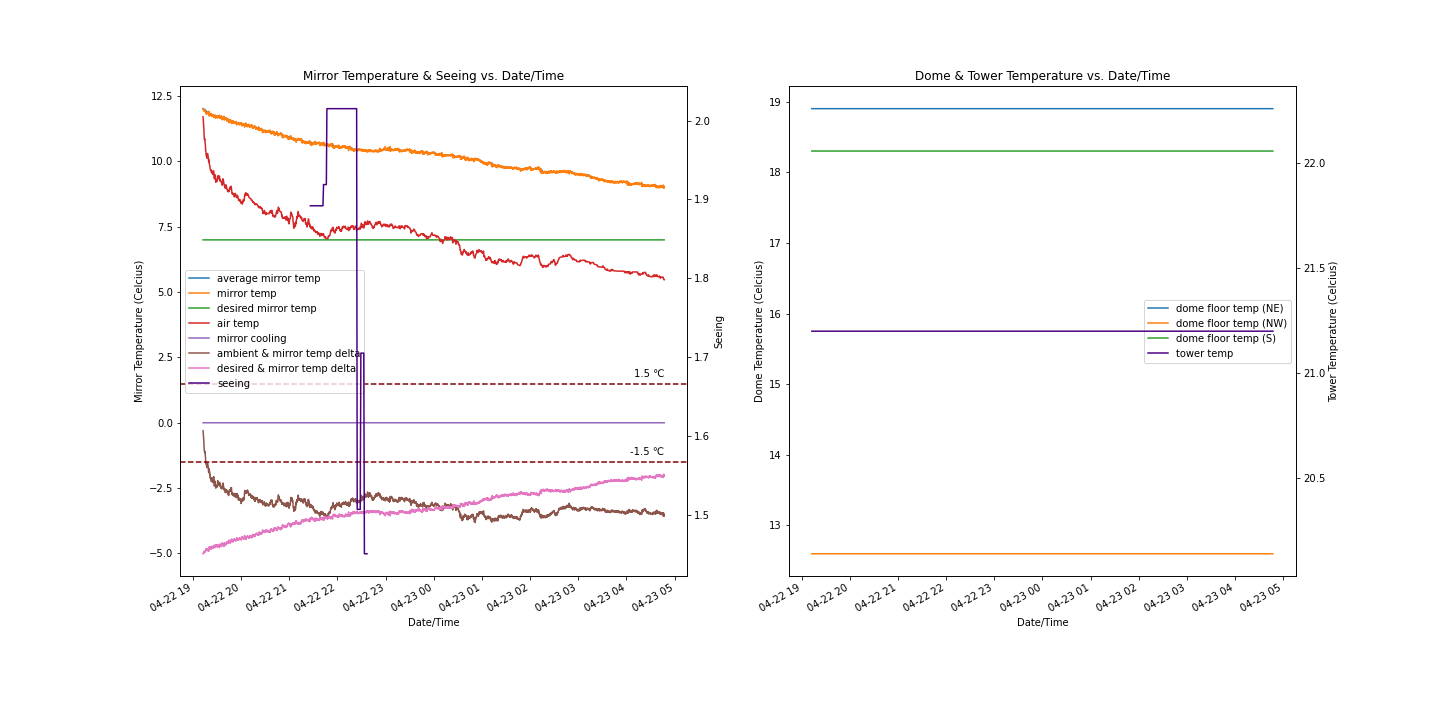 Mirror Temperature & Seeing vs. Date/Time
12.5
10.0
7.5
5.0
2.5
0.0
−2.5
−5.0
Mirror Temperature (Celcius)
average mirror temp
mirror temp
desired mirror temp
air temp
mirror cooling
ambient & mirror temp delta
desired & mirror temp delta
seeing
1.5 ℃
-1.5 ℃
2.0
1.9
1.8
1.7
1.6
1.5
Seeing
04-22 19
04-22 20
04-22 21
04-22 22
04-22 23
04-23 00
04-23 01
04-23 02
04-23 03
04-23 04
04-23 05
Date/Time
Dome & Tower Temperature vs. Date/Time
19
18
17
16
15
14
13
Dome Temperature (Celcius)
dome floor temp (NE)
dome floor temp (NW)
dome floor temp (S)
tower temp
22.0
21.5
21.0
20.5
Tower Temperature (Celcius)
04-22 19
04-22 20
04-22 21
04-22 22
04-22 23
04-23 00
04-23 01
04-23 02
04-23 03
04-23 04
04-23 05
Date/Time